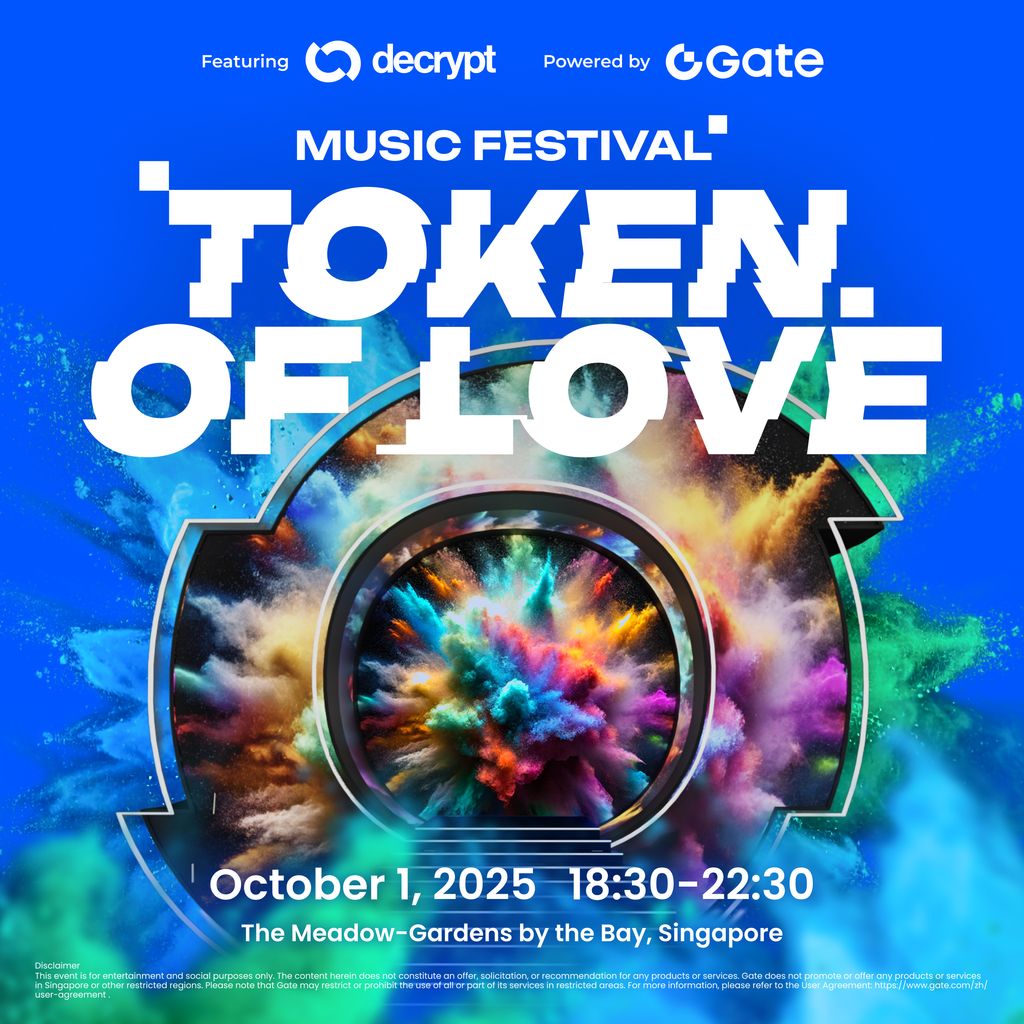 Featuring decrypt Powered by Gate
MUSIC FESTIVAL
TOKEN.
OF LOVE
October 1, 2025 18:30-22:30
The Meadow-Gardens by the Bay, Singapore
Disclaimer
This event is for entertainment and social purposes only. The content herein does not constitute an offer, solicitation, or recommendation for any products or services. Gate does not promote or offer any products or services
in Singapore or other restricted regions. Please note that Gate may restrict or prohibit the use of all or part of its services in restricted areas. For more information, please refer to the User Agreement: https://www.gate.com/zh/
user-agreement .